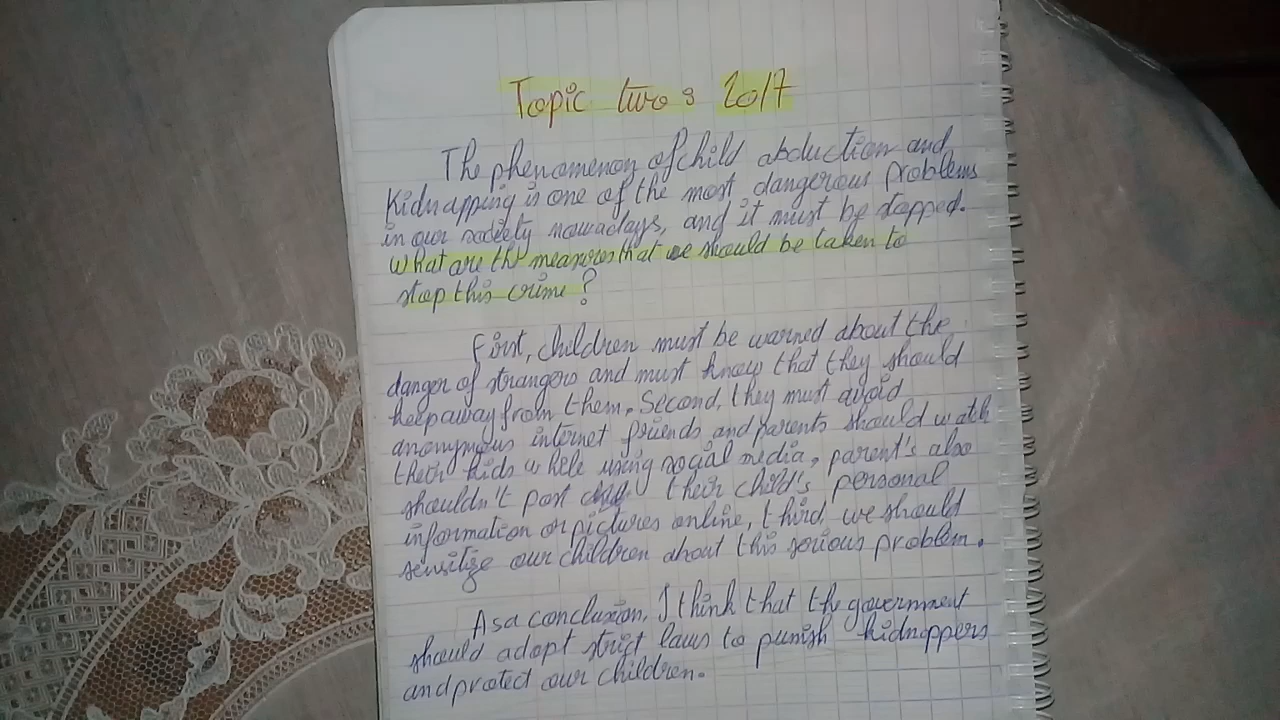 Topic two : 2017
The phenomenon of child abduction and
Kidnapping is one of the most dangerous problems
in our society nowadays, and it must be stopped.
what are the measures that we should be taken to
stop this crime?
First, children must be warned about the
danger of strangers and must know that they should
keep away from them. Second, they must avoid
anonymous internet friends and parents should watch
their kids while using social media, parent's also
shouldn't post their child's personal
information or pictures online, third, we should
sensitize our children about this serious problem.
As a conclusion, I think that the government
should adopt strict laws to punish kidnappers
and protect our children.